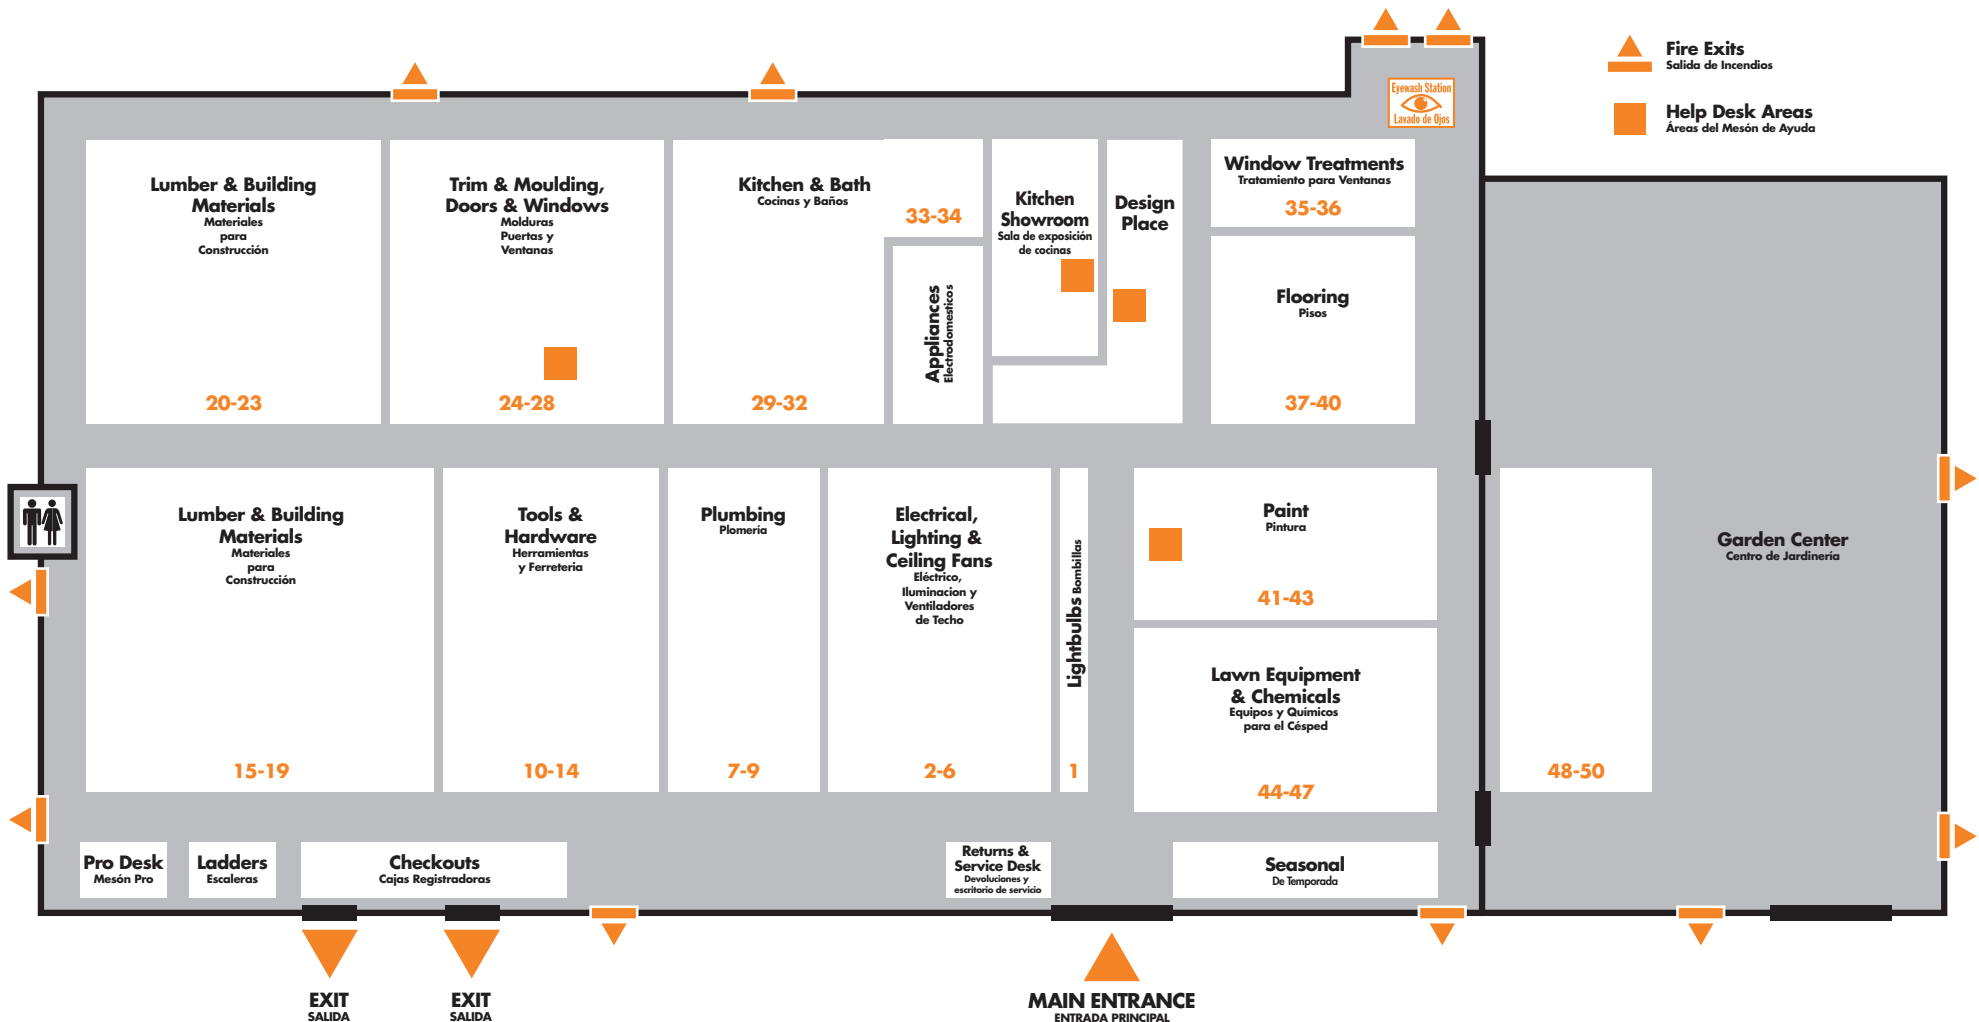 Fire Exits
Salida de Incendios
Help Desk Areas
Áreas del Mesón de Ayuda
Eyewash Station
Lavado de Ojos
Lumber & Building
Materials
Materiales
para
Construcción
20-23
Trim & Moulding,
Doors & Windows
Molduras
Puertas y
Ventanas
24-28
Kitchen & Bath
Cocinas y Baños
29-32
33-34
Appliances
Electrodomesticos
Kitchen
Showroom
Sala de exposición
de cocinas
Design
Place
Window Treatments
Tratamiento para Ventanas
35-36
Flooring
Pisos
37-40
Lumber & Building
Materials
Materiales
para
Construcción
15-19
Tools &
Hardware
Herramientas
y Ferreteria
10-14
Plumbing
Plomería
7-9
Electrical,
Lighting &
Ceiling Fans
Eléctrico,
Iluminacion y
Ventiladores
de Techo
2-6
Lightbulbs Bombillas
1
Paint
Pintura
41-43
Lawn Equipment
& Chemicals
Equipos y Químicos
para el Césped
44-47
48-50
Garden Center
Centro de Jardinería
Pro Desk
Mesón Pro
Ladders
Escaleras
Checkouts
Cajas Registradoras
Returns &
Service Desk
Devoluciones y
escritorio de servicio
Seasonal
De Temporada
EXIT
SALIDA
EXIT
SALIDA
MAIN ENTRANCE
ENTRADA PRINCIPAL